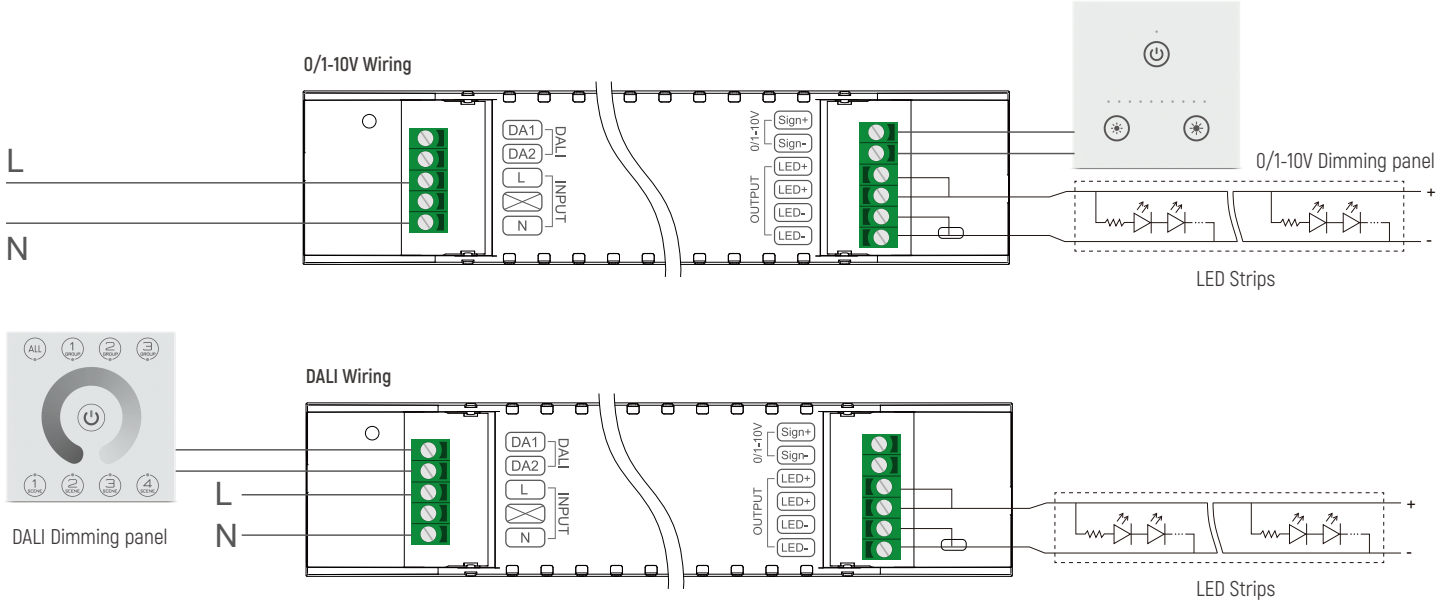 0/1-10V Wiring
L
N
DA1
DA2
DALI
L
N
INPUT
0/1-10V
Sign+
Sign-
OUTPUT
LED+
LED+
LED-
LED-
0/1-10V Dimming panel
+
-
LED Strips
ALL
1 GROUP
2 GROUP
3 GROUP
1 SCENE
2 SCENE
3 SCENE
4 SCENE
DALI Dimming panel
DALI Wiring
L
N
DA1
DA2
DALI
L
N
INPUT
0/1-10V
Sign+
Sign-
OUTPUT
LED+
LED+
LED-
LED-
+
-
LED Strips